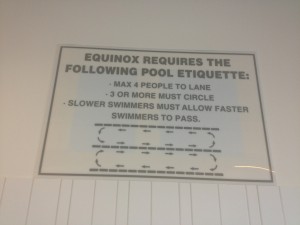 EQUINOX REQUIRES THE
FOLLOWING POOL ETIQUETTE:
- MAX 4 PEOPLE TO LANE
- 3 OR MORE MUST CIRCLE
- SLOWER SWIMMERS MUST ALLOW FASTER
SWIMMERS TO PASS.